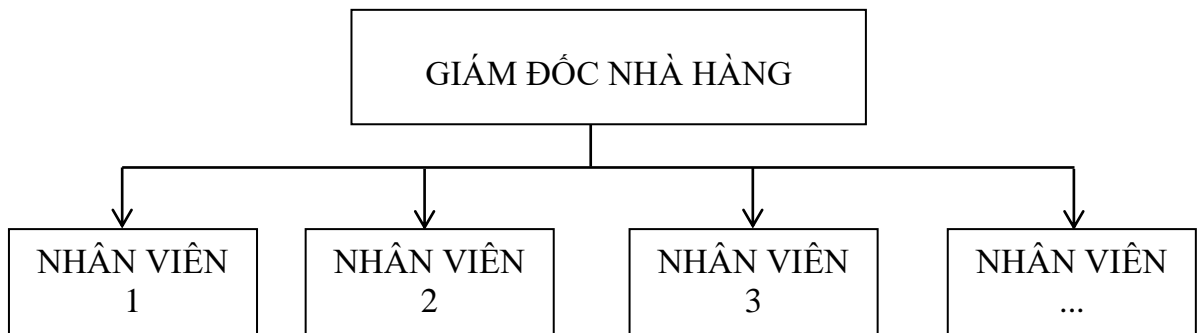 GIÁM ĐỐC NHÀ HÀNG
NHÂN VIÊN
1
NHÂN VIÊN
2
NHÂN VIÊN
3
NHÂN VIÊN
...